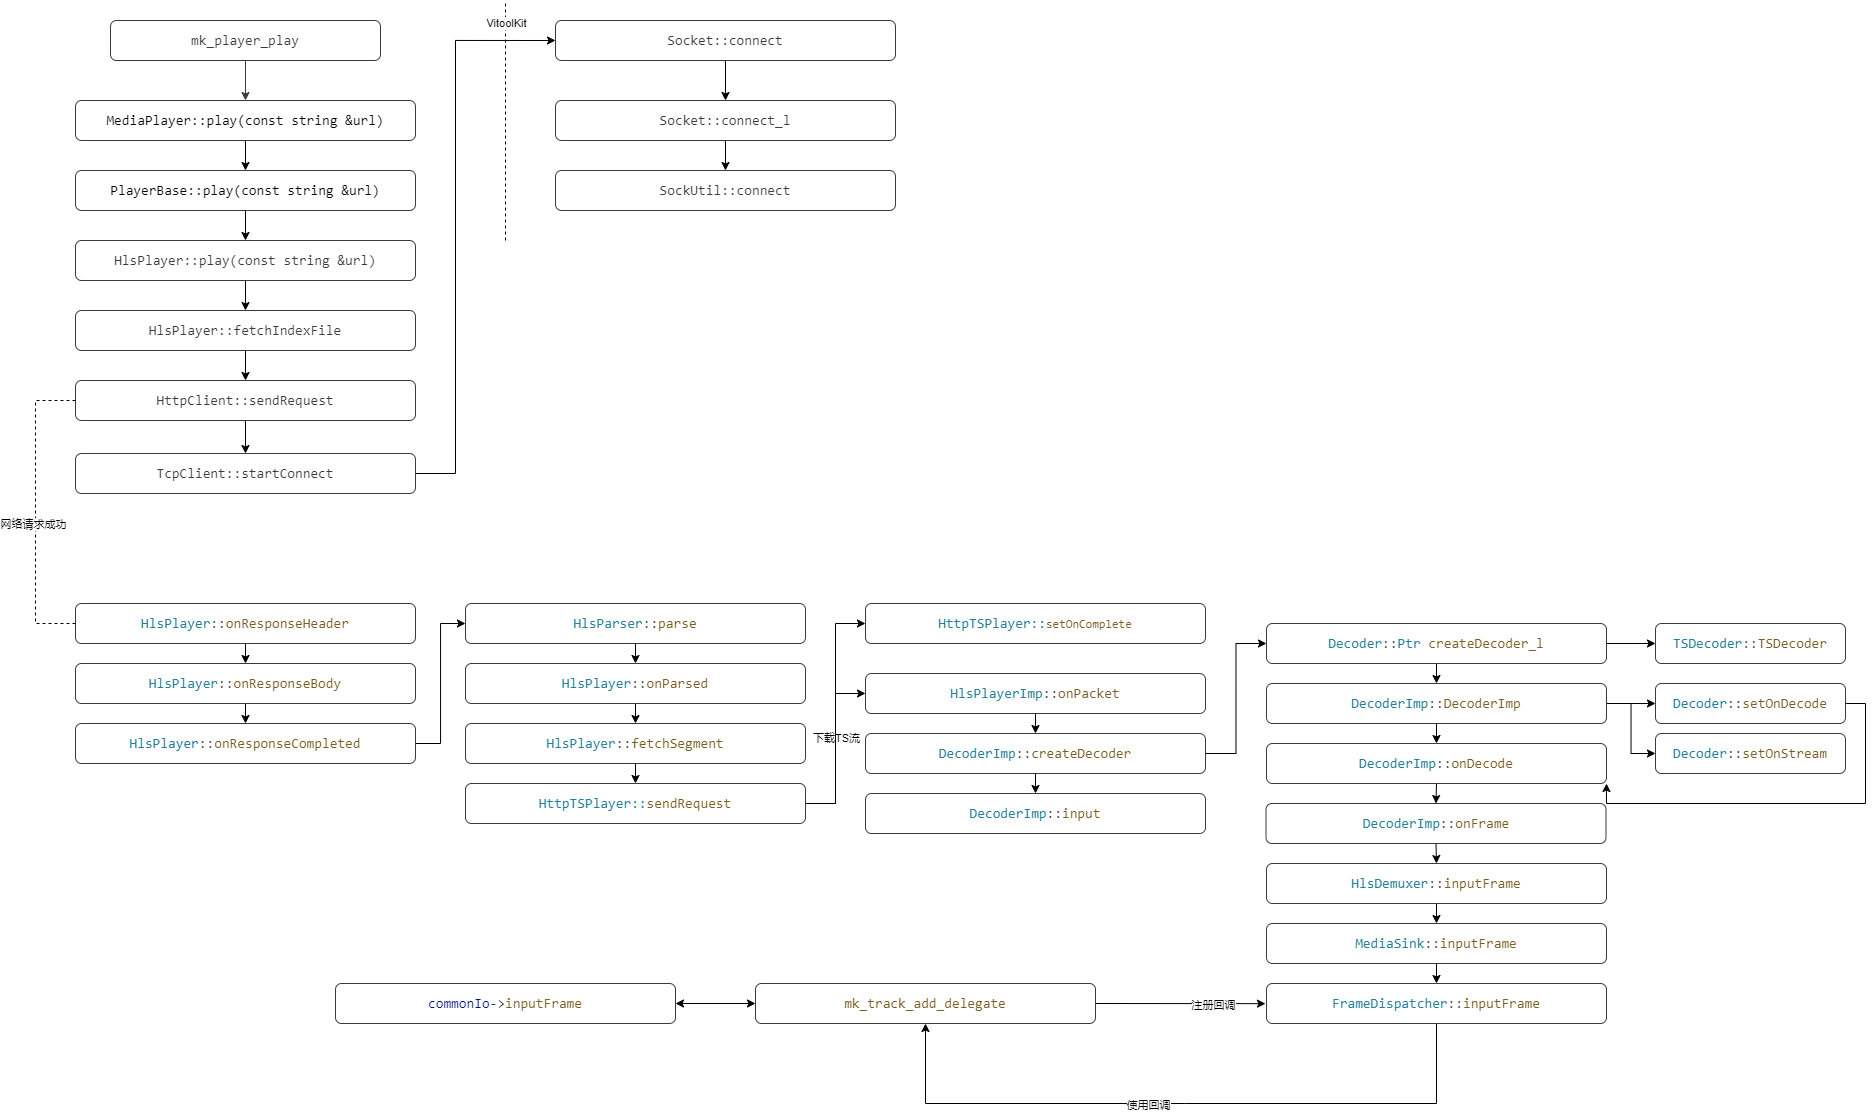 VitoolKit
mk_player_play
Socket::connect
MediaPlayer::play(const string &url)
Socket::connect_l
PlayerBase::play(const string &url)
SockUtil::connect
HlsPlayer::play(const string &url)
HlsPlayer::fetchIndexFile
HttpClient::sendRequest
TcpClient::startConnect
网络请求成功
HlsPlayer::onResponseHeader
HlsPlayer::onResponseBody
HlsPlayer::onResponseCompleted
HlsParser::parse
HlsPlayer::onParsed
HlsPlayer::fetchSegment
HttpTSPlayer::sendRequest
下载TS流
HttpTSPlayer::setOnComplete
HlsPlayerImp::onPacket
DecoderImp::createDecoder
DecoderImp::input
Decoder::Ptr createDecoder_l
DecoderImp::DecoderImp
DecoderImp::onDecode
DecoderImp::onFrame
HlsDemuxer::inputFrame
MediaSink::inputFrame
FrameDispatcher::inputFrame
TSDecoder::TSDecoder
Decoder::setOnDecode
Decoder::setOnStream
commonIo->inputFrame
mk_track_add_delegate
注册回调
使用回调